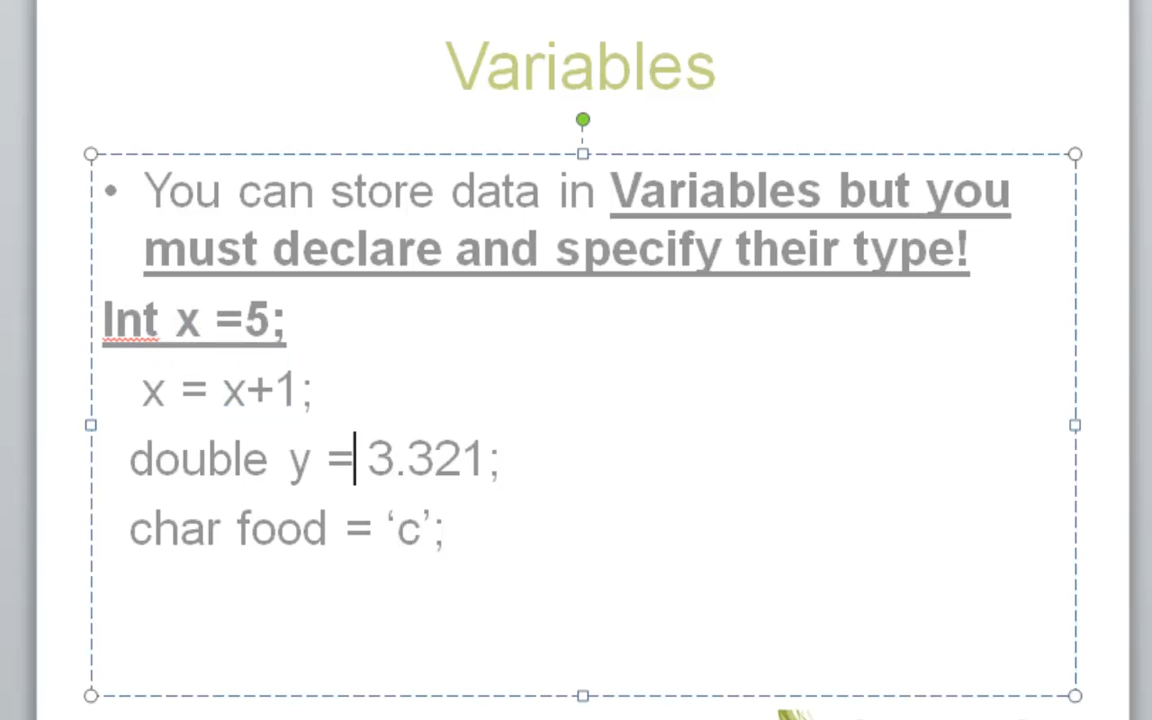 Variables
• You can store data in Variables but you
must declare and specify their type!
Int x =5;
x = x+1;
double y = 3.321;
char food = ‘c’;